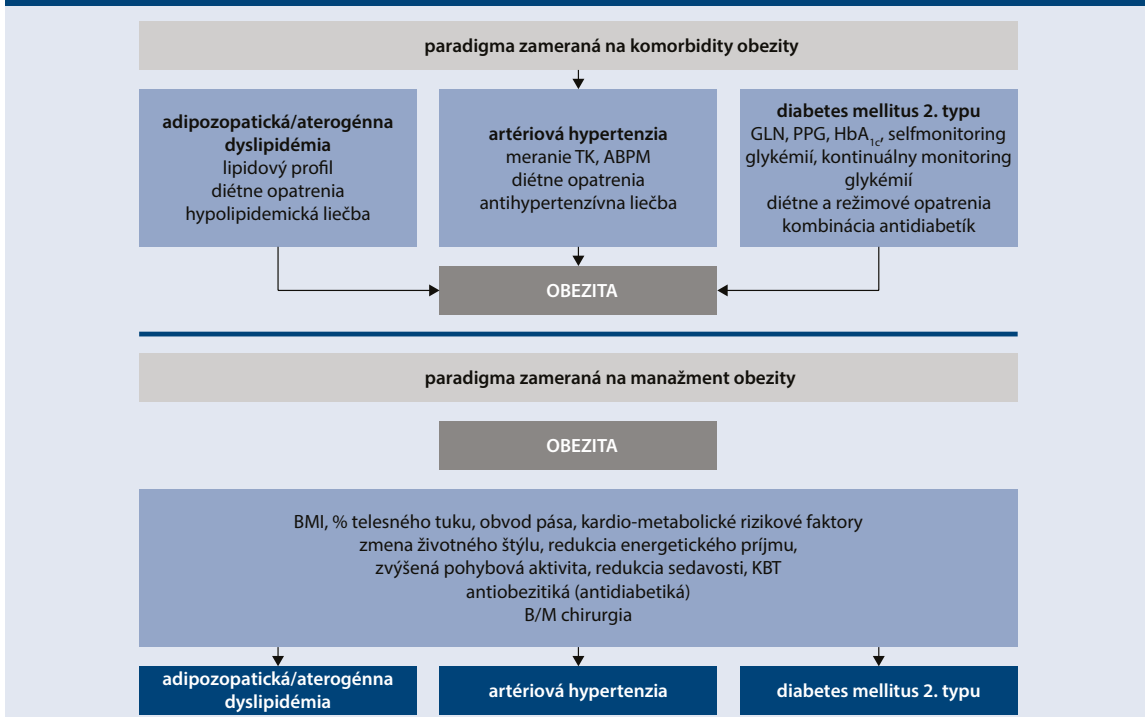 paradigma zameraná na komorbidity obezity
adipozopatická/aterogénna
dyslipidémia
lipidový profil
diétne opatrenia
hypolipidemická liečba
artériová hypertenzia
meranie TK, ABPM
diétne opatrenia
antihypertenzívna liečba
diabetes mellitus 2. typu
GLN, PPG, HbA1c, selfmonitoring
glykémií, kontinuálny monitoring
glykémií
diétne a režimové opatrenia
kombinácia antidiabetík
OBEZITA
paradigma zameraná na manažment obezity
OBEZITA
BMI, % telesného tuku, obvod pása, kardio-metabolické rizikové faktory
zmena životného štýlu, redukcia energetického príjmu,
zvýšená pohybová aktivita, redukcia sedavosti, KBT
antiobezitiká (antidiabetiká)
B/M chirurgia
adipozopatická/aterogénna
dyslipidémia
artériová hypertenzia
diabetes mellitus 2. typu